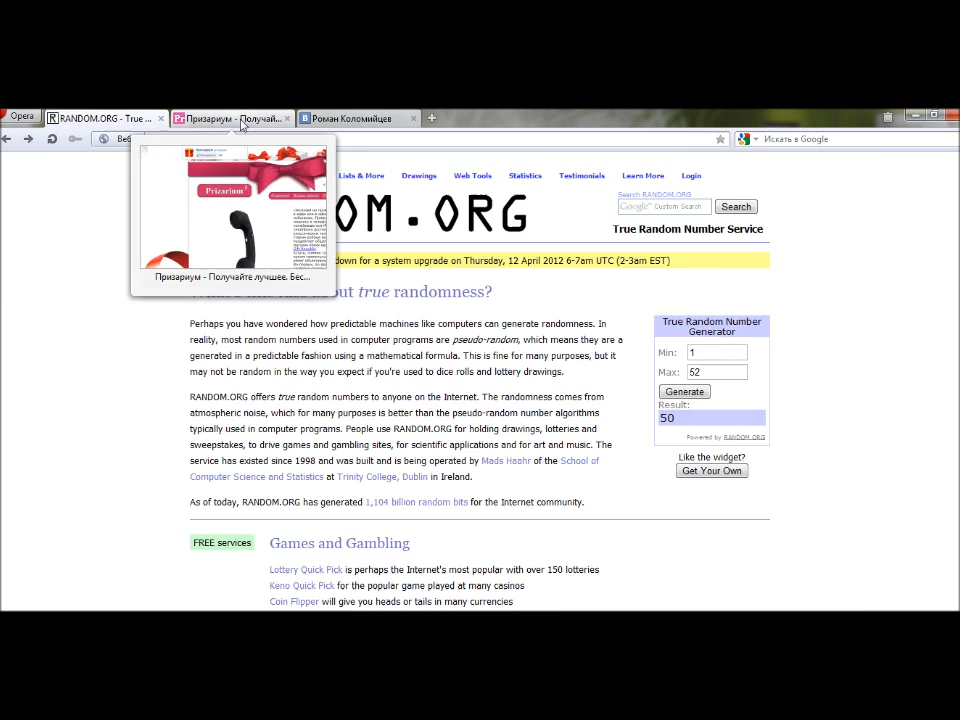 Opera
RANDOM.ORG - True ...
Призариум - Получай...
Роман Коломийцев
Веб
Искать в Google
Lists & More
Drawings
Web Tools
Statistics
Testimonials
Learn More
Login
Prizarium
Search RANDOM.ORG
Google™ Custom Search
Search
DOM.ORG
True Random Number Service
down for a system upgrade on Thursday, 12 April 2012 6-7am UTC (2-3am EST)
Призариум - Получайте лучшее. Бес...
true randomness?
Perhaps you have wondered how predictable machines like computers can generate randomness. In
reality, most random numbers used in computer programs are pseudo-random, which means they are a
generated in a predictable fashion using a mathematical formula. This is fine for many purposes, but it
may not be random in the way you expect if you're used to dice rolls and lottery drawings.
RANDOM.ORG offers true random numbers to anyone on the Internet. The randomness comes from
atmospheric noise, which for many purposes is better than the pseudo-random number algorithms
typically used in computer programs. People use RANDOM.ORG for holding drawings, lotteries and
sweepstakes, to drive games and gambling sites, for scientific applications and for art and music. The
service has existed since 1998 and was built and is being operated by Mads Haahr of the School of
Computer Science and Statistics at Trinity College, Dublin in Ireland.
As of today, RANDOM.ORG has generated 1,104 billion random bits for the Internet community.
True Random Number
Generator
Min: 1
Max: 52
Generate
Result:
50
Powered by RANDOM.ORG
Like the widget?
Get Your Own
FREE services
Games and Gambling
Lottery Quick Pick is perhaps the Internet's most popular with over 150 lotteries
Keno Quick Pick for the popular game played at many casinos
Coin Flipper will give you heads or tails in many currencies